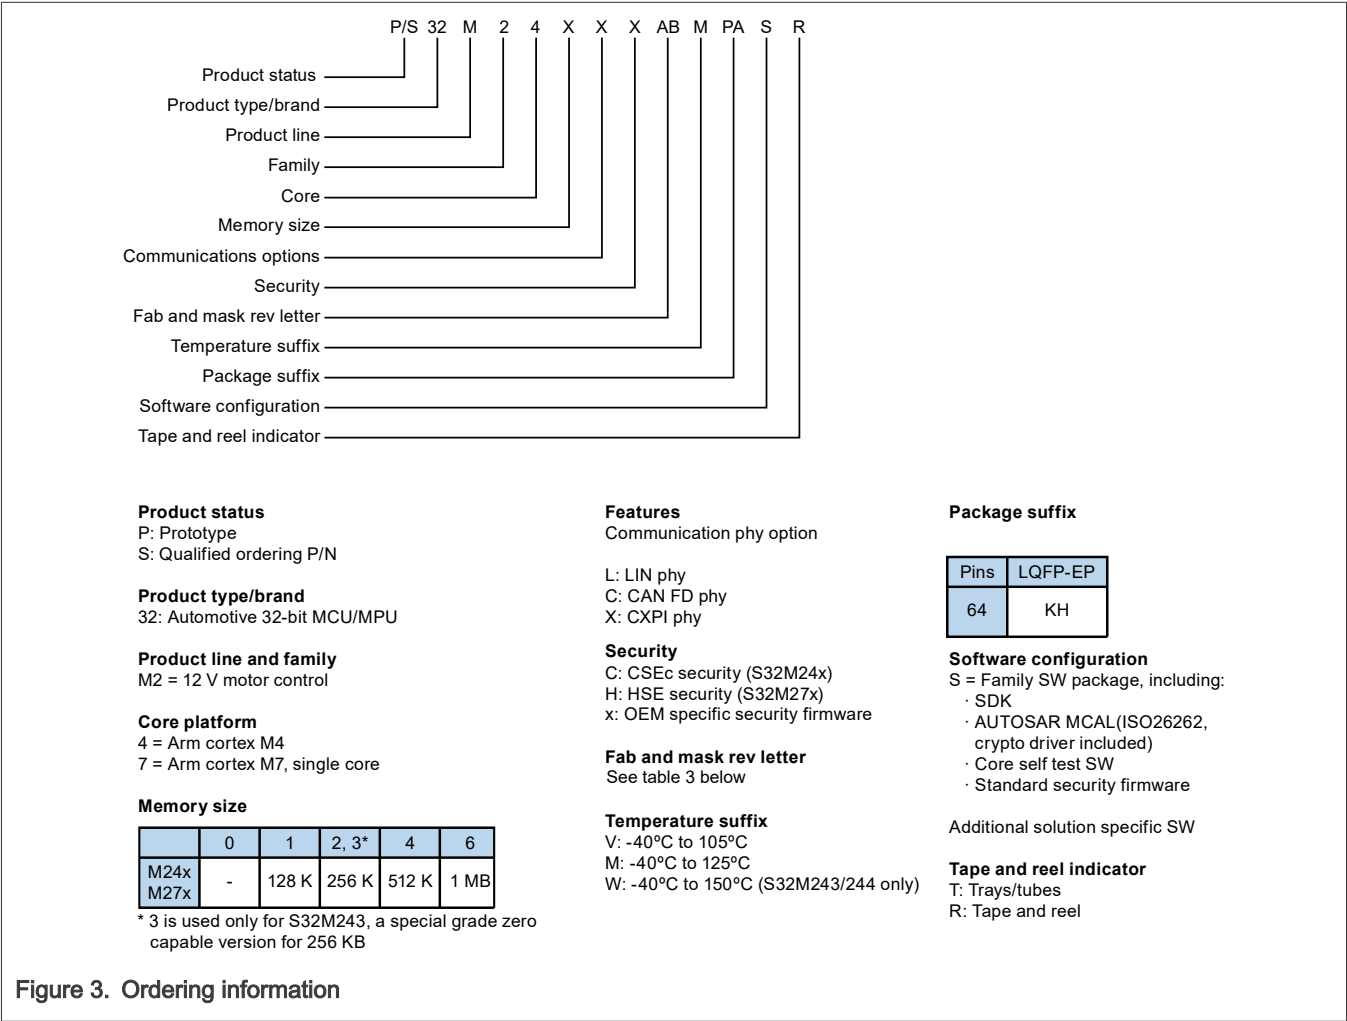 P/S 32 M 2 4 X X X AB M PA S R
Product status
Product type/brand
Product line
Family
Core
Memory size
Communications options
Security
Fab and mask rev letter
Temperature suffix
Package suffix
Software configuration
Tape and reel indicator
Product status
P: Prototype
S: Qualified ordering P/N
Product type/brand
32: Automotive 32-bit MCU/MPU
Product line and family
M2 = 12 V motor control
Core platform
4 = Arm cortex M4
7 = Arm cortex M7, single core
Memory size
0 1 2, 3* 4 6
M24x
M27x
- 128 K 256 K 512 K 1 MB
* 3 is used only for S32M243, a special grade zero
capable version for 256 KB
Features
Communication phy option
L: LIN phy
C: CAN FD phy
X: CXPI phy
Security
C: CSEc security (S32M24x)
H: HSE security (S32M27x)
x: OEM specific security firmware
Fab and mask rev letter
See table 3 below
Temperature suffix
V: -40ºC to 105ºC
M: -40ºC to 125ºC
W: -40ºC to 150ºC (S32M243/244 only)
Package suffix
Pins LQFP-EP
64 KH
Software configuration
S = Family SW package, including:
· SDK
· AUTOSAR MCAL(ISO26262,
crypto driver included)
· Core self test SW
· Standard security firmware
Additional solution specific SW
Tape and reel indicator
T: Trays/tubes
R: Tape and reel
Figure 3. Ordering information